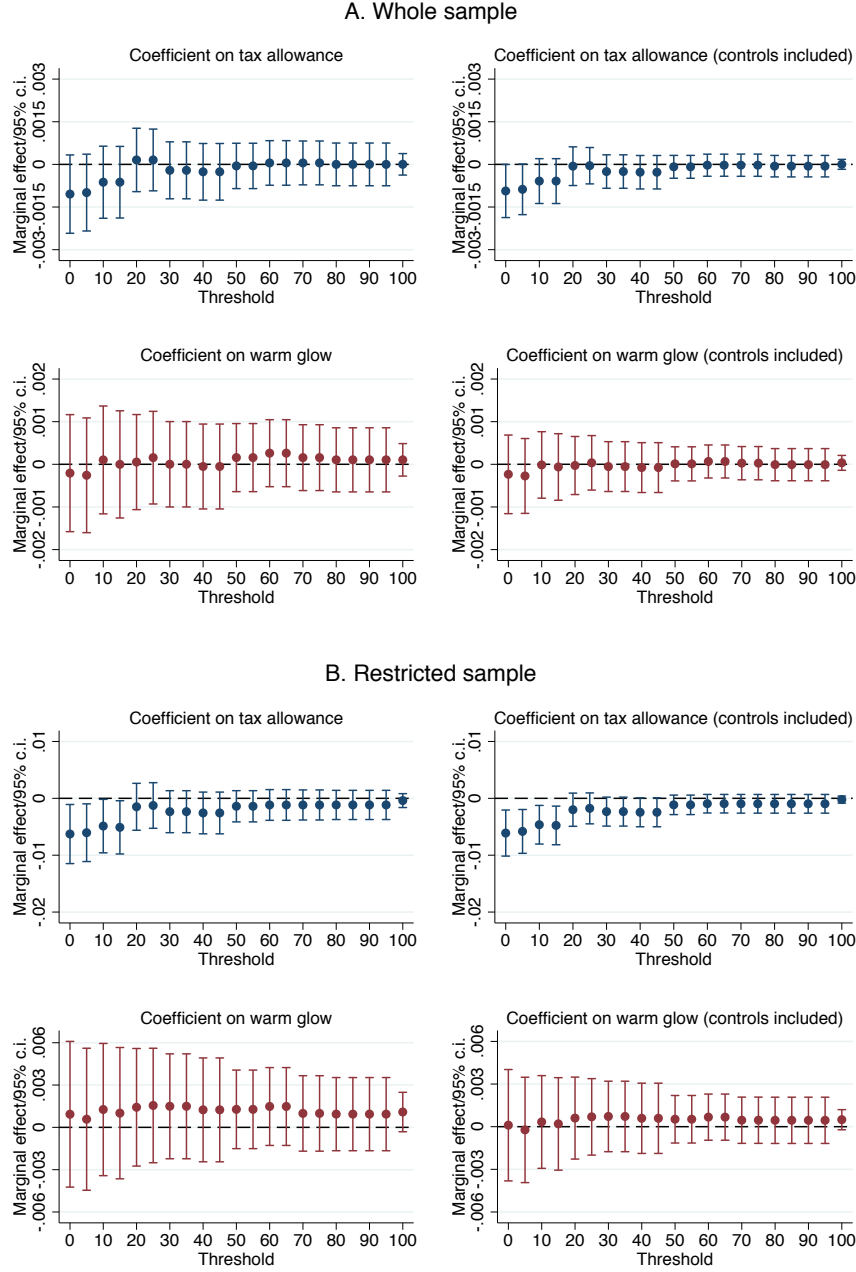 A. Whole sample
Coefficient on tax allowance
Marginal effect/95% c.i.
-.003 -.0015 0 .0015 .003
0 10 20 30 40 50 60 70 80 90 100
Threshold
Coefficient on tax allowance (controls included)
Marginal effect/95% c.i.
-.003 -.0015 0 .0015 .003
0 10 20 30 40 50 60 70 80 90 100
Threshold
Coefficient on warm glow
Marginal effect/95% c.i.
-.002 -.001 0 .001 .002
0 10 20 30 40 50 60 70 80 90 100
Threshold
Coefficient on warm glow (controls included)
Marginal effect/95% c.i.
-.002 -.001 0 .001 .002
0 10 20 30 40 50 60 70 80 90 100
Threshold
B. Restricted sample
Coefficient on tax allowance
Marginal effect/95% c.i.
-.02 -.01 0 .01
0 10 20 30 40 50 60 70 80 90 100
Threshold
Coefficient on tax allowance (controls included)
Marginal effect/95% c.i.
-.02 -.01 0 .01
0 10 20 30 40 50 60 70 80 90 100
Threshold
Coefficient on warm glow
Marginal effect/95% c.i.
-.006 -.003 0 .003 .006
0 10 20 30 40 50 60 70 80 90 100
Threshold
Coefficient on warm glow (controls included)
Marginal effect/95% c.i.
-.006 -.003 0 .003 .006
0 10 20 30 40 50 60 70 80 90 100
Threshold